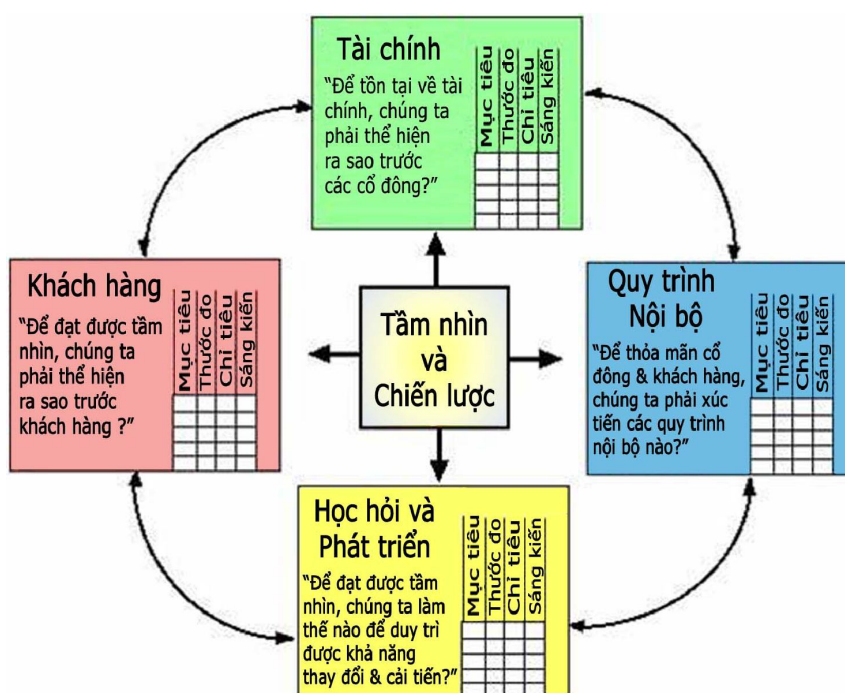 Tài chính
“Để tồn tại về tài
chính, chúng ta
phải thể hiện
ra sao trước
các cổ đông?”
Mục tiêu
Thước đo
Chỉ tiêu
Sáng kiến
Khách hàng
“Để đạt được tầm
nhìn, chúng ta
phải thể hiện
ra sao trước
khách hàng ?”
Mục tiêu
Thước đo
Chỉ tiêu
Sáng kiến
Tầm nhìn
và
Chiến lược
Quy trình
Nội bộ
“Để thỏa mãn cổ
đông & khách hàng,
chúng ta phải xúc
tiến các quy trình
nội bộ nào?”
Mục tiêu
Thước đo
Chỉ tiêu
Sáng kiến
Học hỏi và
Phát triển
“Để đạt được tầm
nhìn, chúng ta làm
thế nào để duy trì
được khả năng
thay đổi & cải tiến?”
Mục tiêu
Thước đo
Chỉ tiêu
Sáng kiến